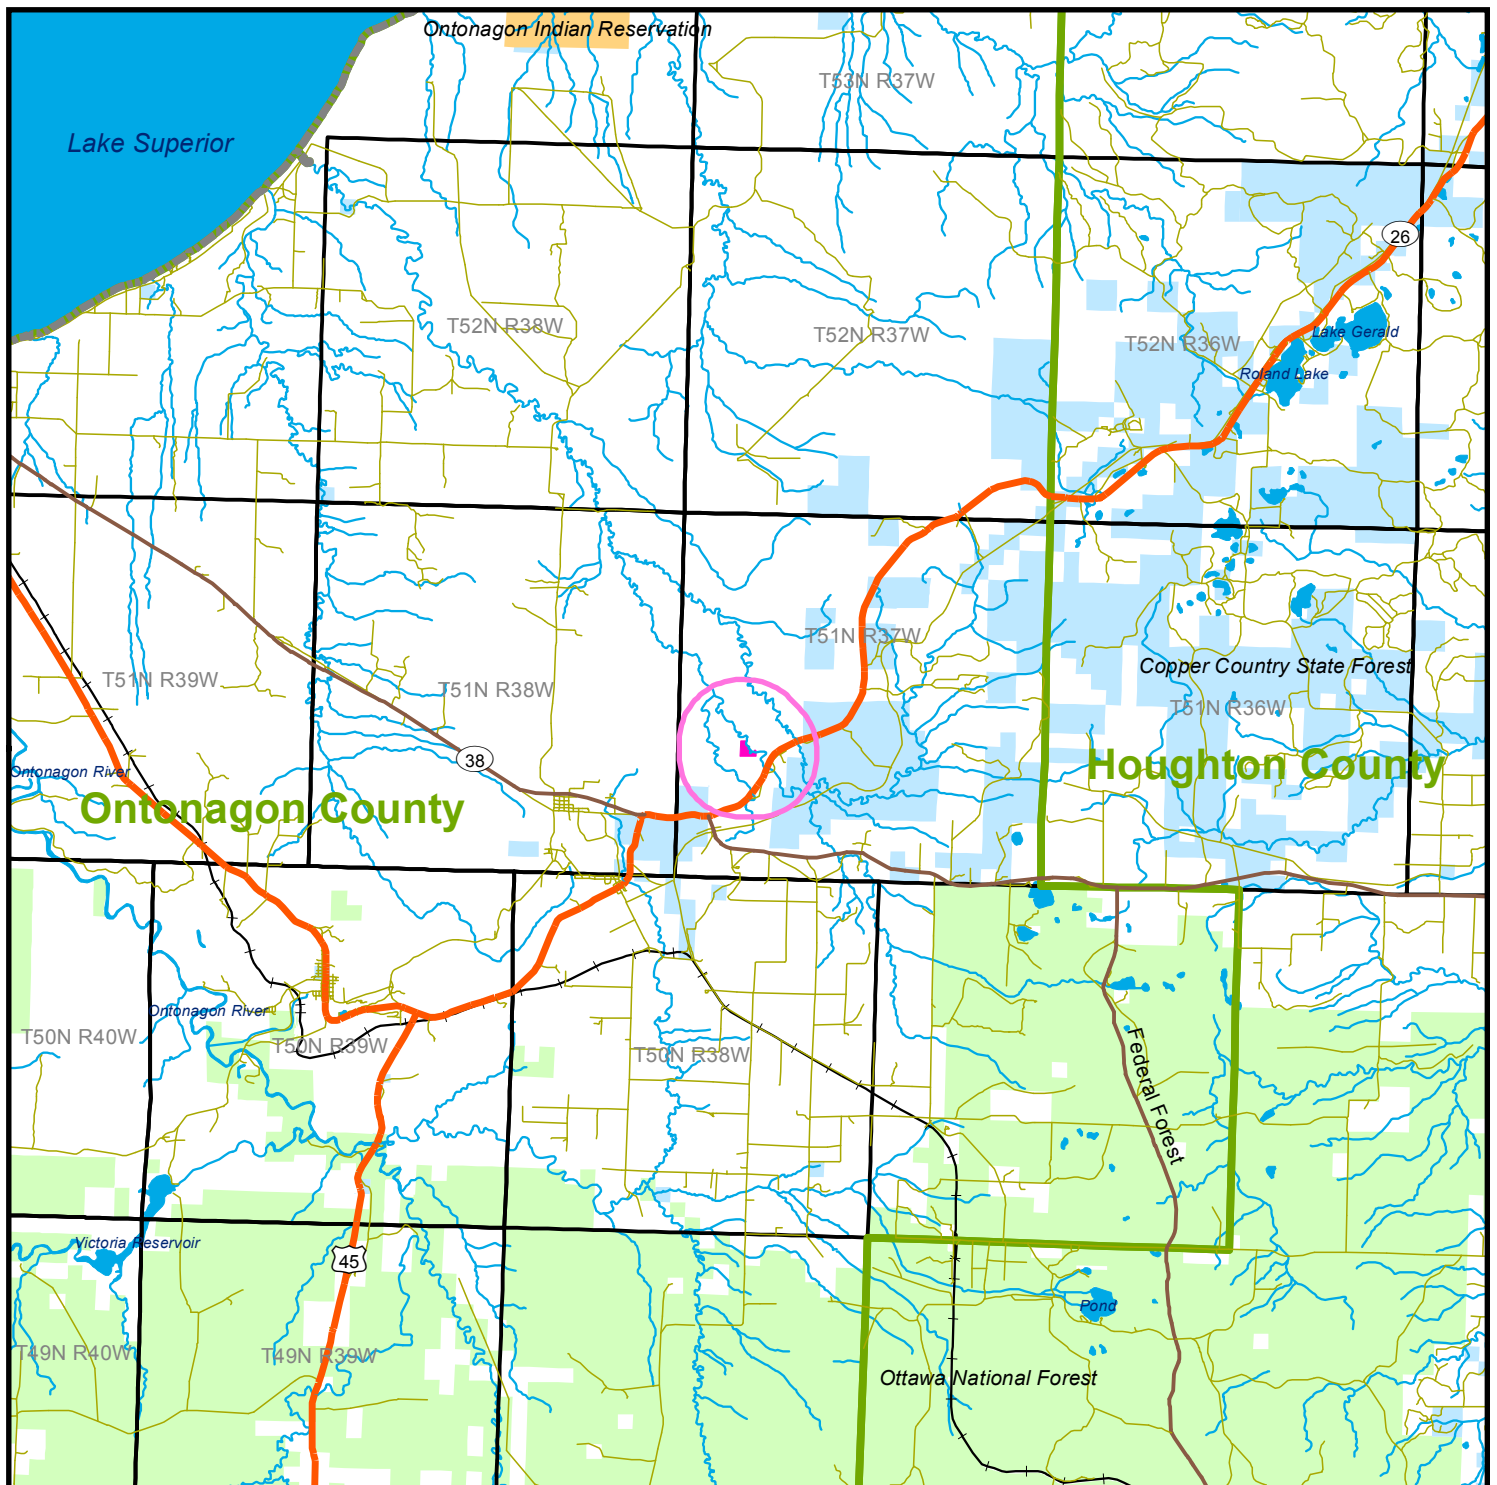 Ontonagon Indian Reservation
T53N R37W
Lake Superior
26
T52N R38W
T52N R37W
T52N R36W
Lake Gerald
Roland Lake
T51N R37W
Copper Country State Forest
T51N R39W
T51N R38W
T51N R36W
38
Ontonagon River
Houghton County
Ontonagon County
Ontonagon River
T50N R40W
T50N R39W
T50N R38W
Federal Forest
Victoria Reservoir
45
Pond
T49N R40W
T49N R39W
Ottawa National Forest